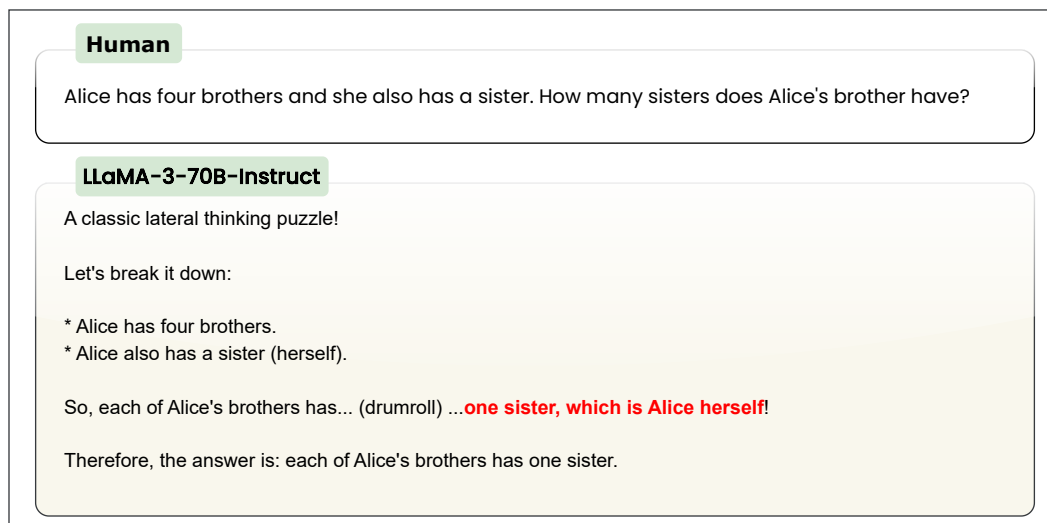 Human
Alice has four brothers and she also has a sister. How many sisters does Alice's brother have?
LLaMA-3-70B-Instruct
A classic lateral thinking puzzle!
Let's break it down:
* Alice has four brothers.
* Alice also has a sister (herself).
So, each of Alice's brothers has... (drumroll) ...one sister, which is Alice herself!
Therefore, the answer is: each of Alice's brothers has one sister.